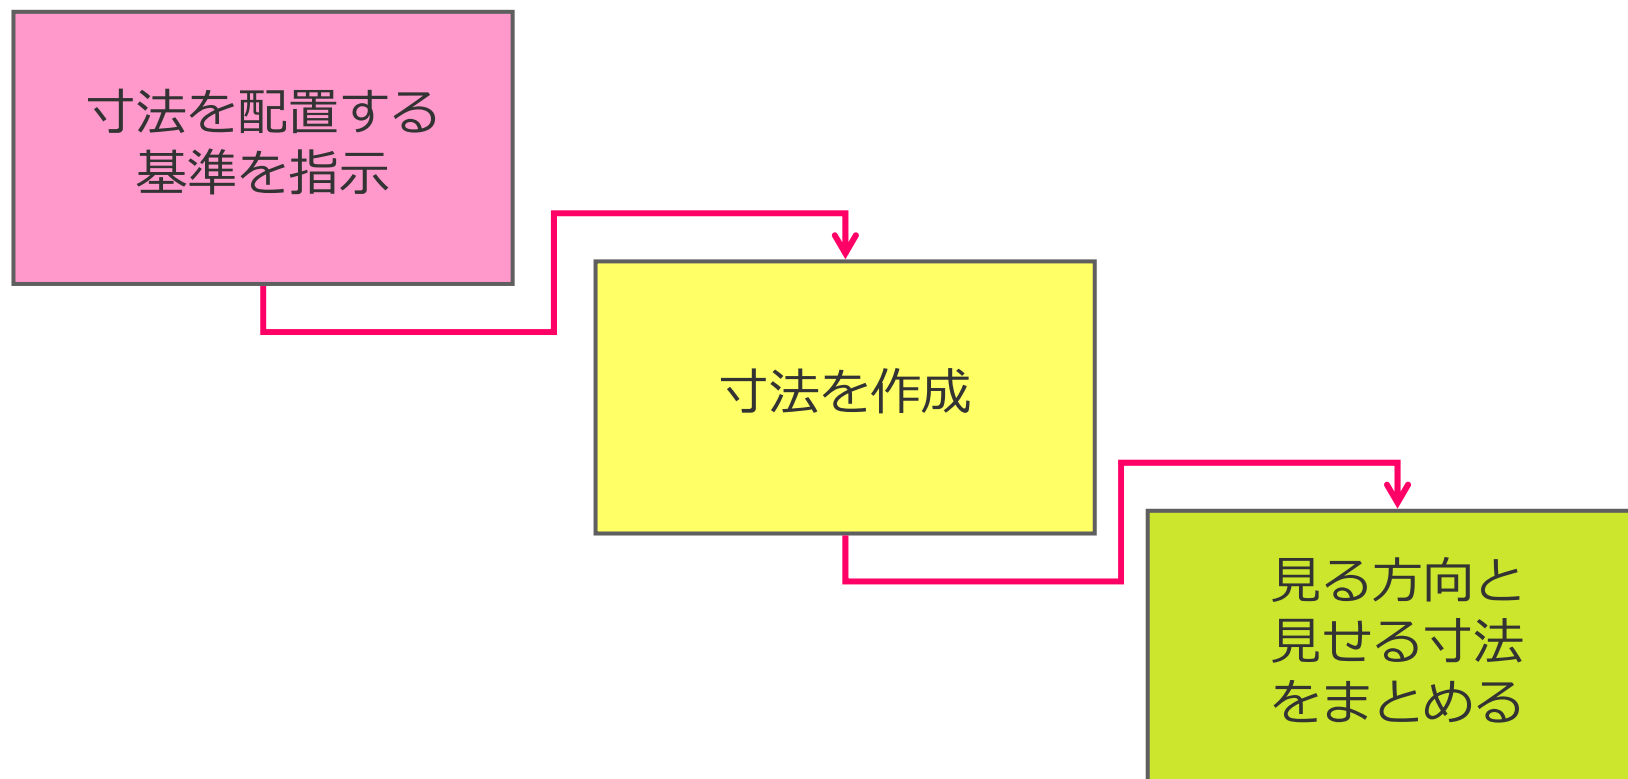 寸法を配置する
基準を指示
寸法を作成
見る方向と
見せる寸法
をまとめる